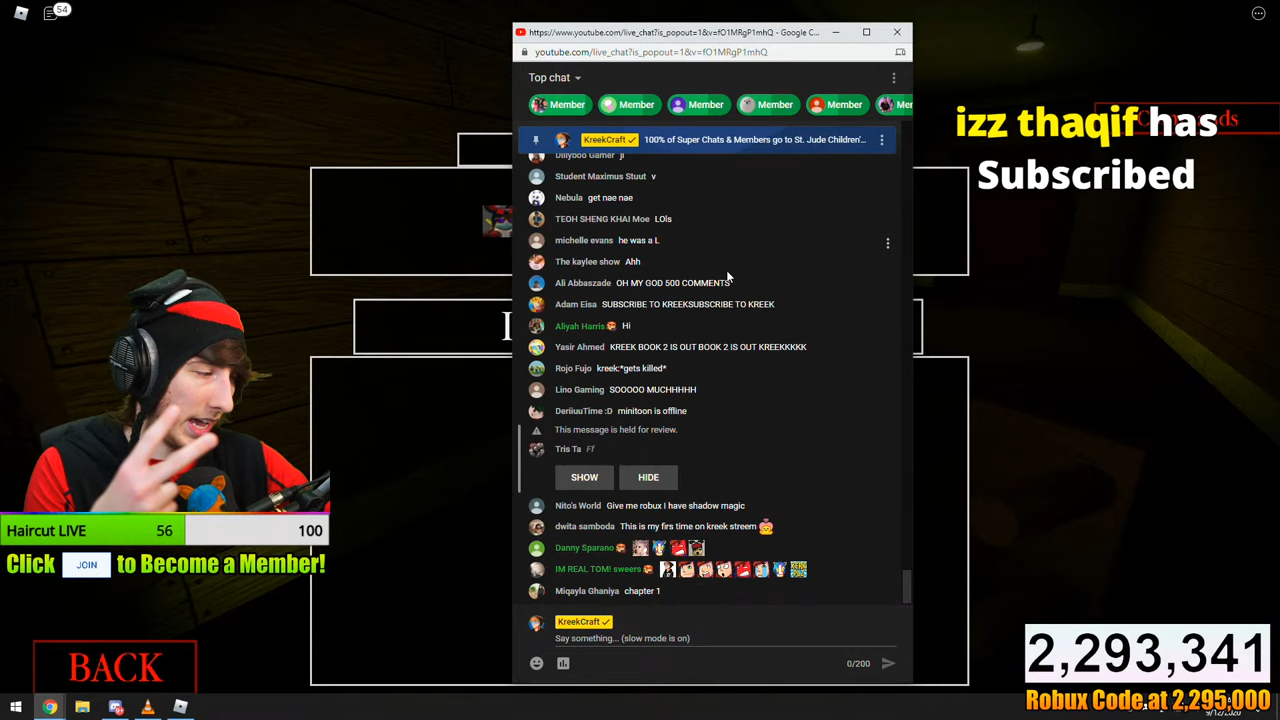 54
https://www.youtube.com/live_chat?is_popout=1&v=fO1MRgP1mhQ - Google C...
youtube.com/live_chat?is_popout=1&v=fO1MRgP1mhQ
Top chat
Member Member Member Member Member Mer
KreekCraft 100% of Super Chats & Members go to St. Jude Children'...
Dillyboo Gamer ji
Student Maximus Stuut v
Nebula get nae nae
TEOH SHENG KHAI Moe LOls
michelle evans he was a L
The kaylee show Ahh
Ali Abbaszade OH MY GOD 500 COMMENTS
Adam Eisa SUBSCRIBE TO KREEKSUBSCRIBE TO KREEK
Aliyah Harris Hi
Yasir Ahmed KREEK BOOK 2 IS OUT BOOK 2 IS OUT KREEKKKKK
Rojo Fujo kreek:*gets killed*
Lino Gaming SOOOOO MUCHHHHH
DeriiuuTime :D minitoon is offline
This message is held for review.
Tris Ta Ff
SHOW HIDE
Nito's World Give me robux I have shadow magic
dwita samboda This is my firs time on kreek streem
Danny Sparano
IM REAL TOM! sweers
Miqayla Ghaniya chapter 1
KreekCraft
Say something... (slow mode is on)
0/200
izz thaqif has
Subscribed
Haircut LIVE 56 100
Click JOIN to Become a Member!
BACK
2,293,341
Robux Code at 2,295,000
9/12/2020